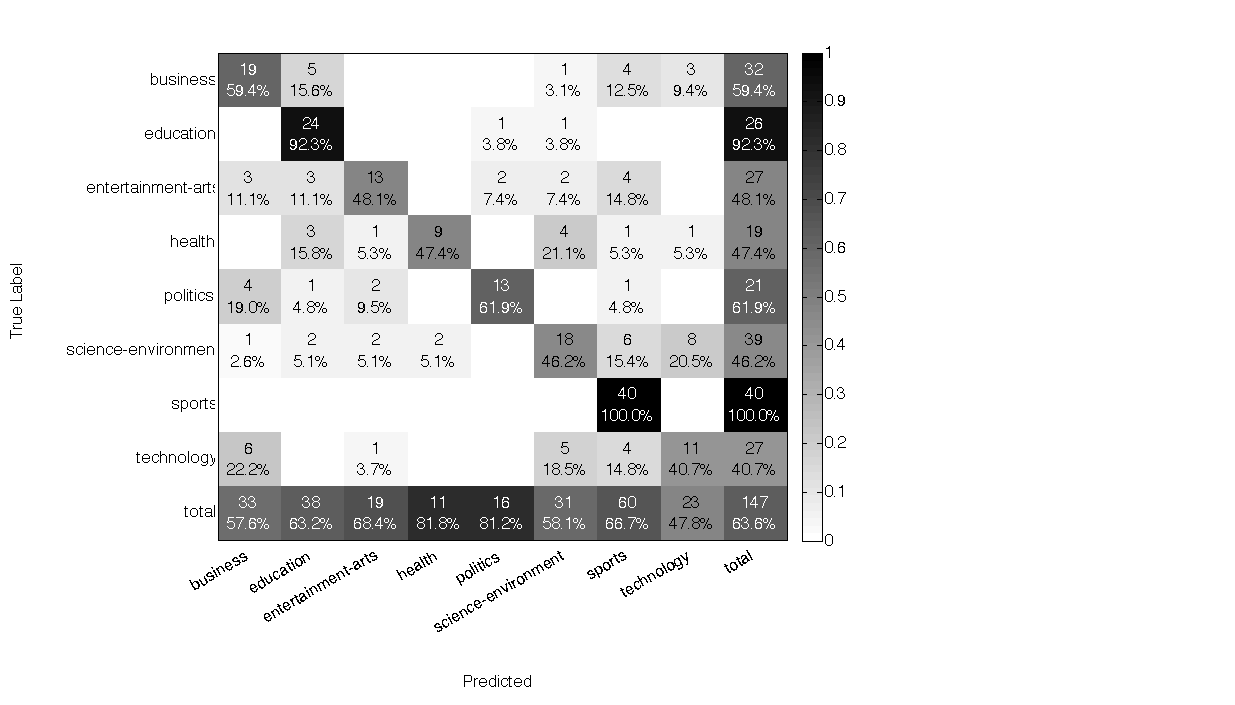 business 19 5 1 4 3 32
59.4% 15.6% 3.1% 12.5% 9.4% 59.4%
education 24 1 1 26
92.3% 3.8% 3.8% 92.3%
entertainment-arts 3 3 13 2 2 4 27
11.1% 11.1% 48.1% 7.4% 7.4% 14.8% 48.1%
health 3 1 9 4 1 1 19
15.8% 5.3% 47.4% 21.1% 5.3% 5.3% 47.4%
politics 4 1 2 13 1 21
19.0% 4.8% 9.5% 61.9% 4.8% 61.9%
science-environmen 1 2 2 2 18 6 8 39
2.6% 5.1% 5.1% 5.1% 46.2% 15.4% 20.5% 46.2%
sports 40 40
100.0% 100.0%
technology 6 1 5 4 11 27
22.2% 3.7% 18.5% 14.8% 40.7% 40.7%
total 33 38 19 11 16 31 60 23 147
57.6% 63.2% 68.4% 81.8% 81.2% 58.1% 66.7% 47.8% 63.6%
business
education
entertainment-arts
health
politics
science-environment
sports
technology
total
True Label
Predicted
1
0.9
0.8
0.7
0.6
0.5
0.4
0.3
0.2
0.1
0